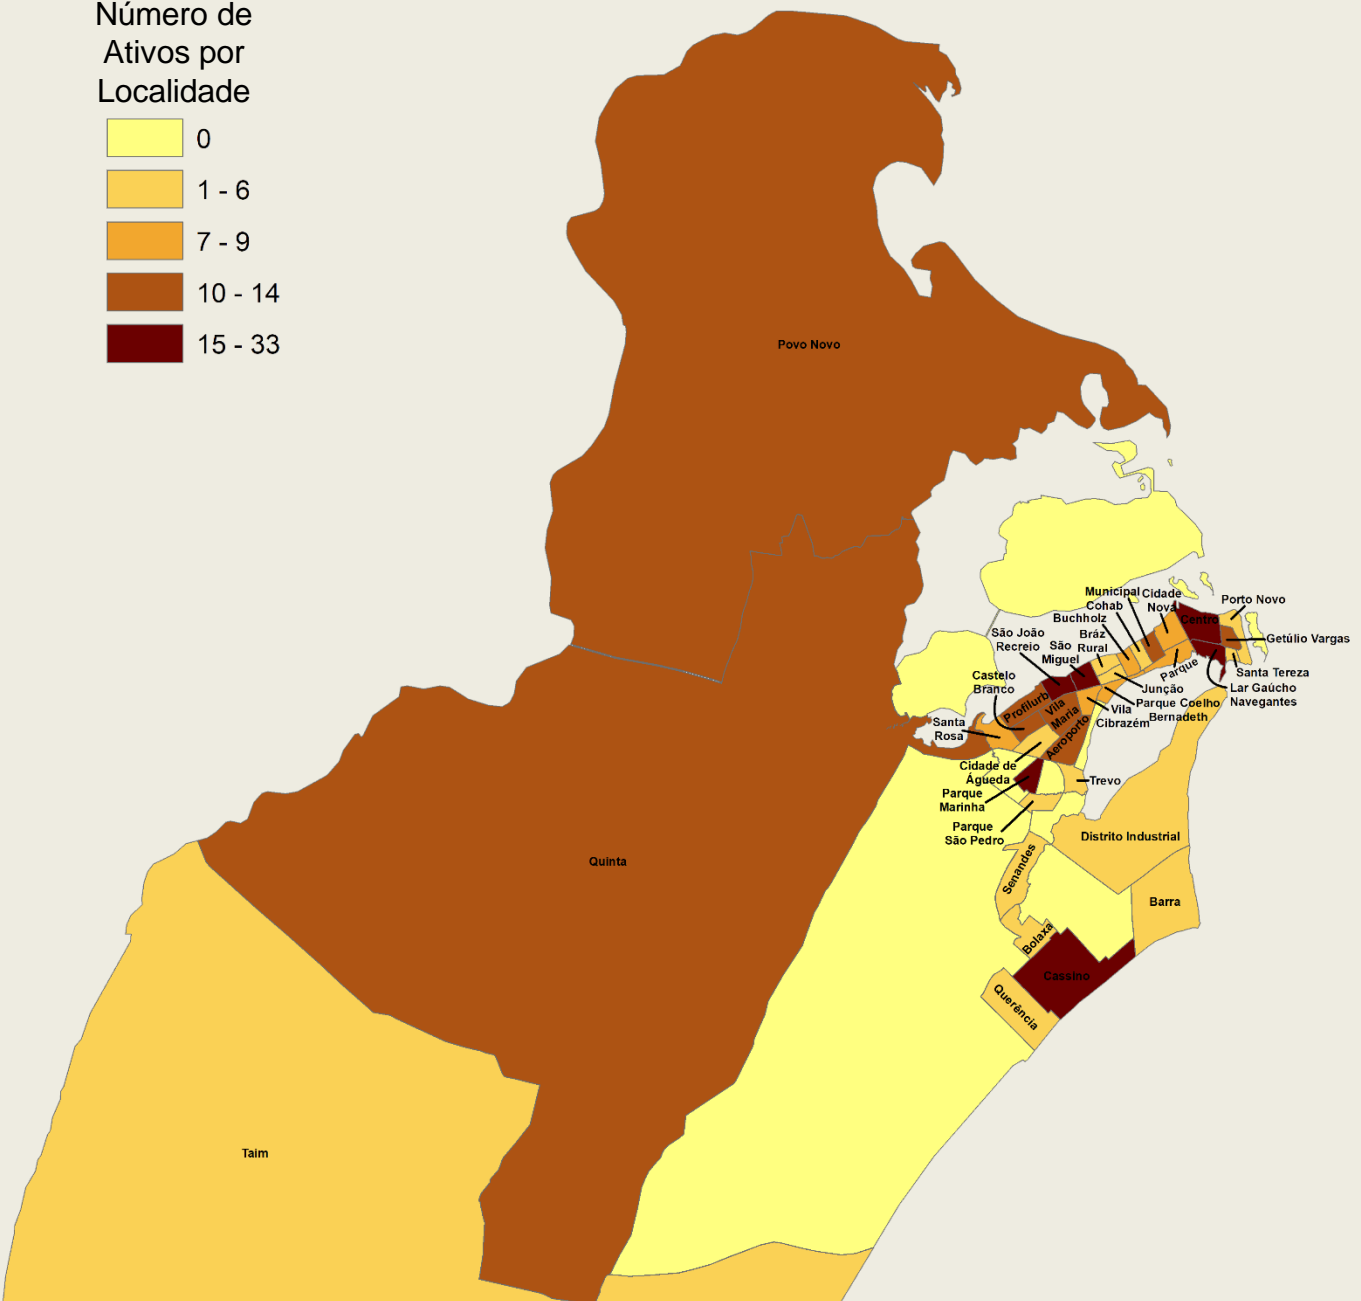 Número de
Ativos por
Localidade
0
1 - 6
7 - 9
10 - 14
15 - 33
Povo Novo
Municipal
Cidade
Nova
Cohab
Buchholz
Bráz
Rural
Centro
Porto Novo
Getúlio Vargas
São João
Recreio
São
Miguel
Santa Tereza
Parque
Lar Gaúcho
Navegantes
Castelo
Branco
Junção
Parque Coelho
Bernadeth
Profilurb
Vila
Maria
Vila
Cibrazém
Santa
Rosa
Aeroporto
Cidade de
Águeda
Trevo
Parque
Marinha
Parque
São Pedro
Distrito Industrial
Quinta
Senandes
Barra
Bolaxa
Cassino
Querência
Taim